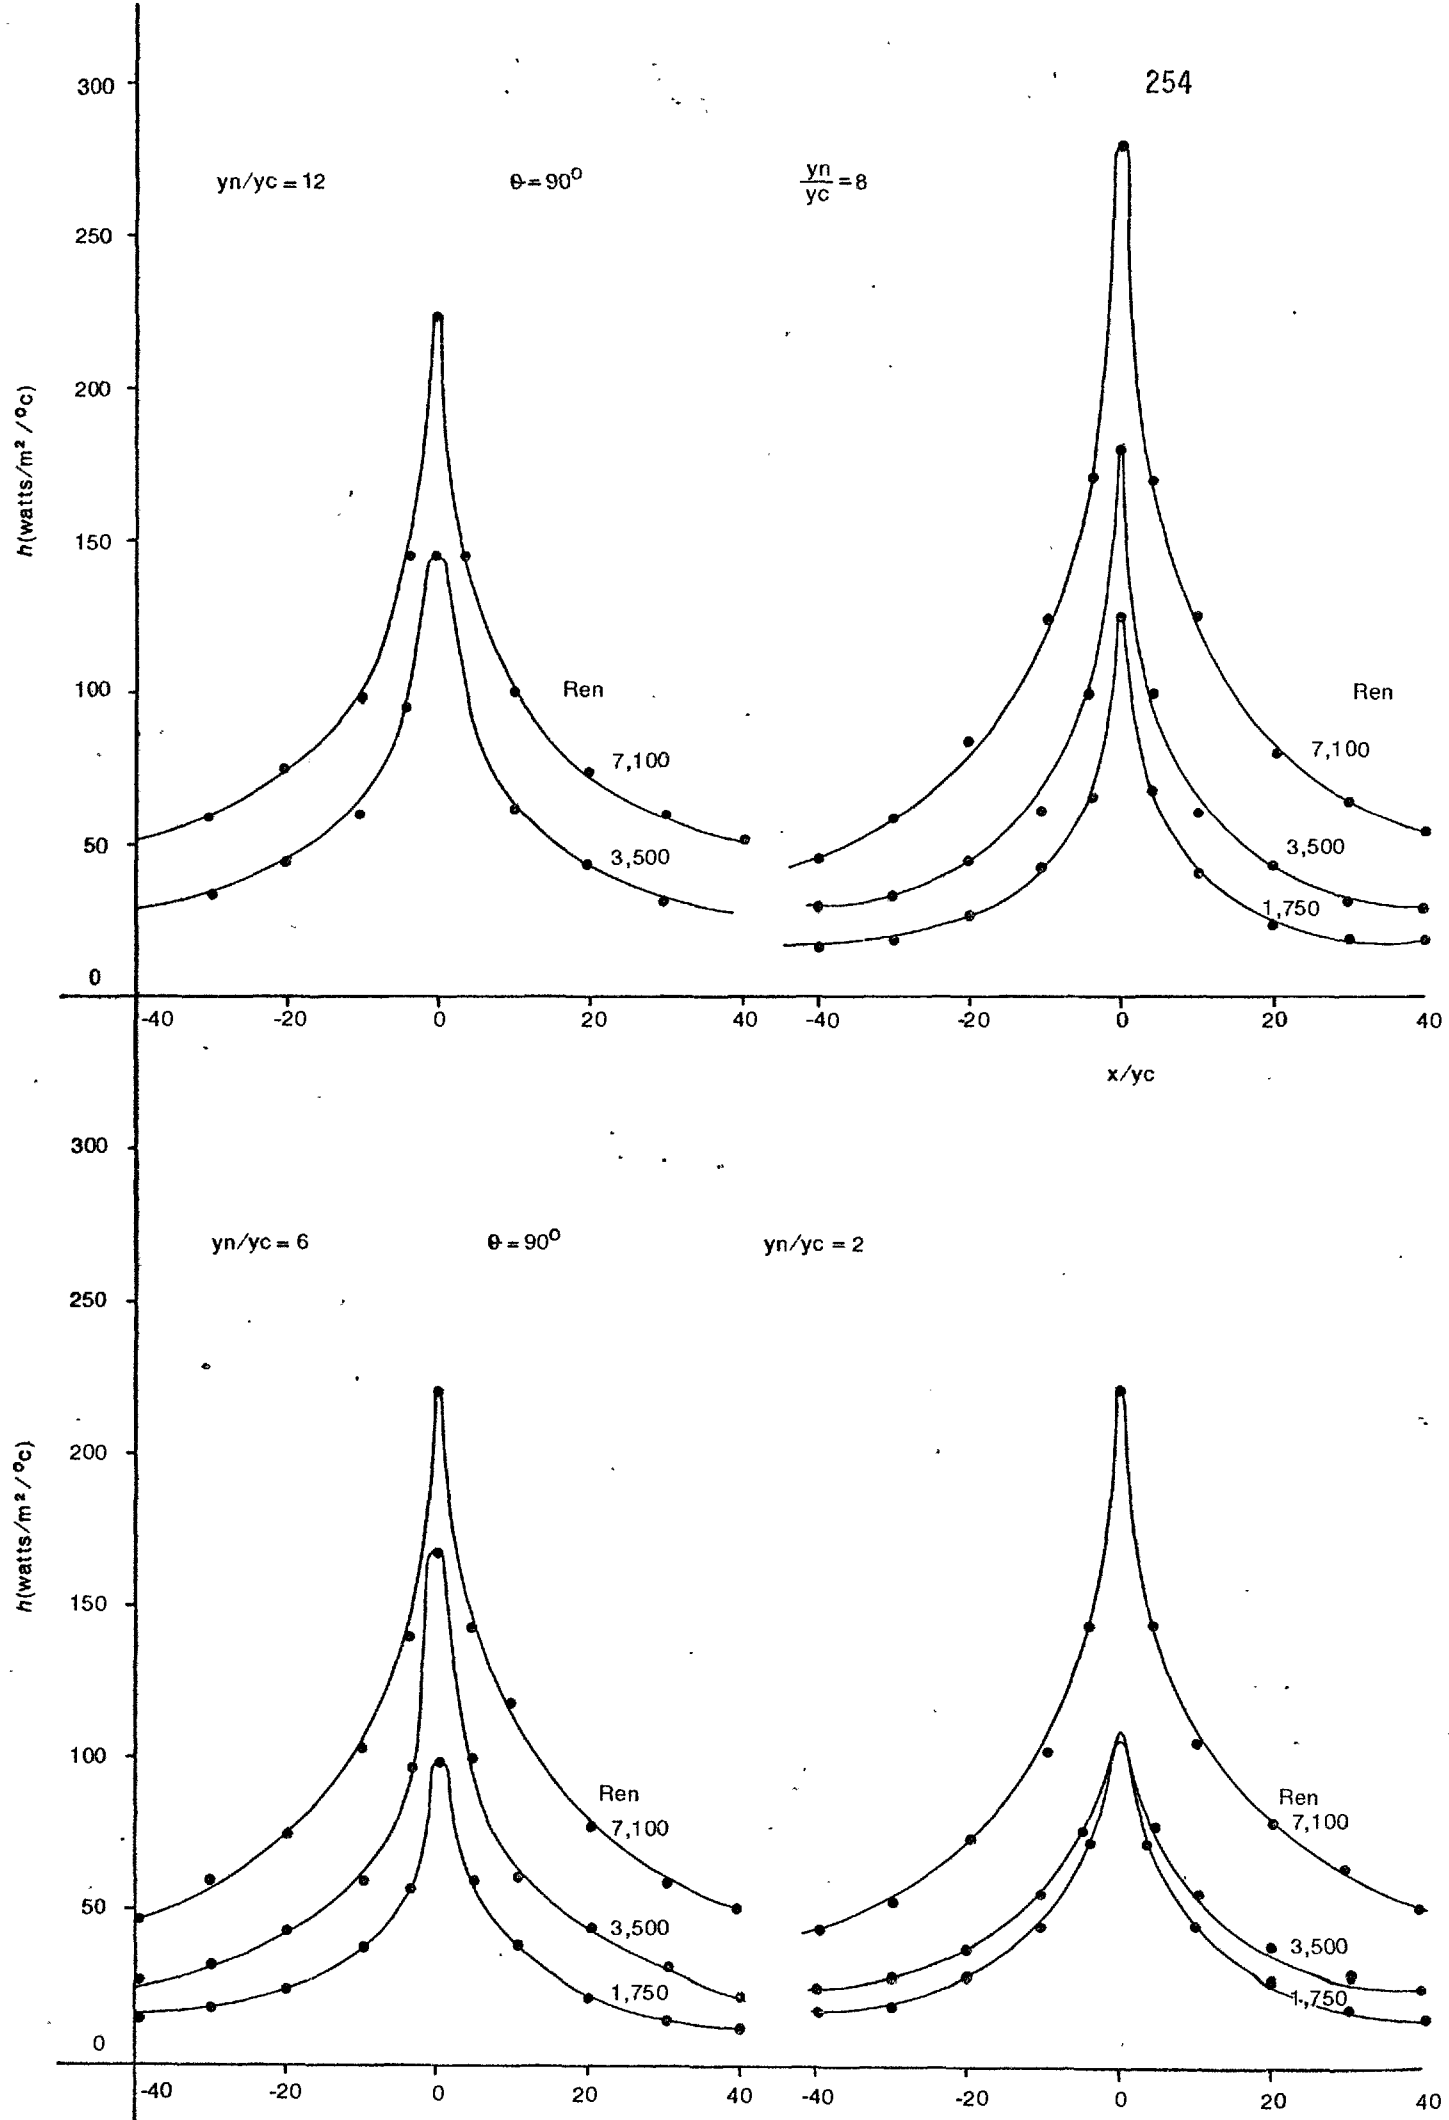 254
300
yn/yc = 12
θ = 90°
yn
yc
= 8
250
200
h(watts/m² / °c)
150
100
Ren
Ren
7,100
7,100
50
3,500
3,500
1,750
0
-40 -20 0 20 40 -40 -20 0 20 40
x/yc
300
yn/yc = 6
θ = 90°
yn/yc = 2
250
200
h(watts/m² / °c)
150
100
Ren
Ren
7,100
7,100
50
3,500
3,500
1,750
1,750
0
-40 -20 0 20 40 -40 -20 0 20 40